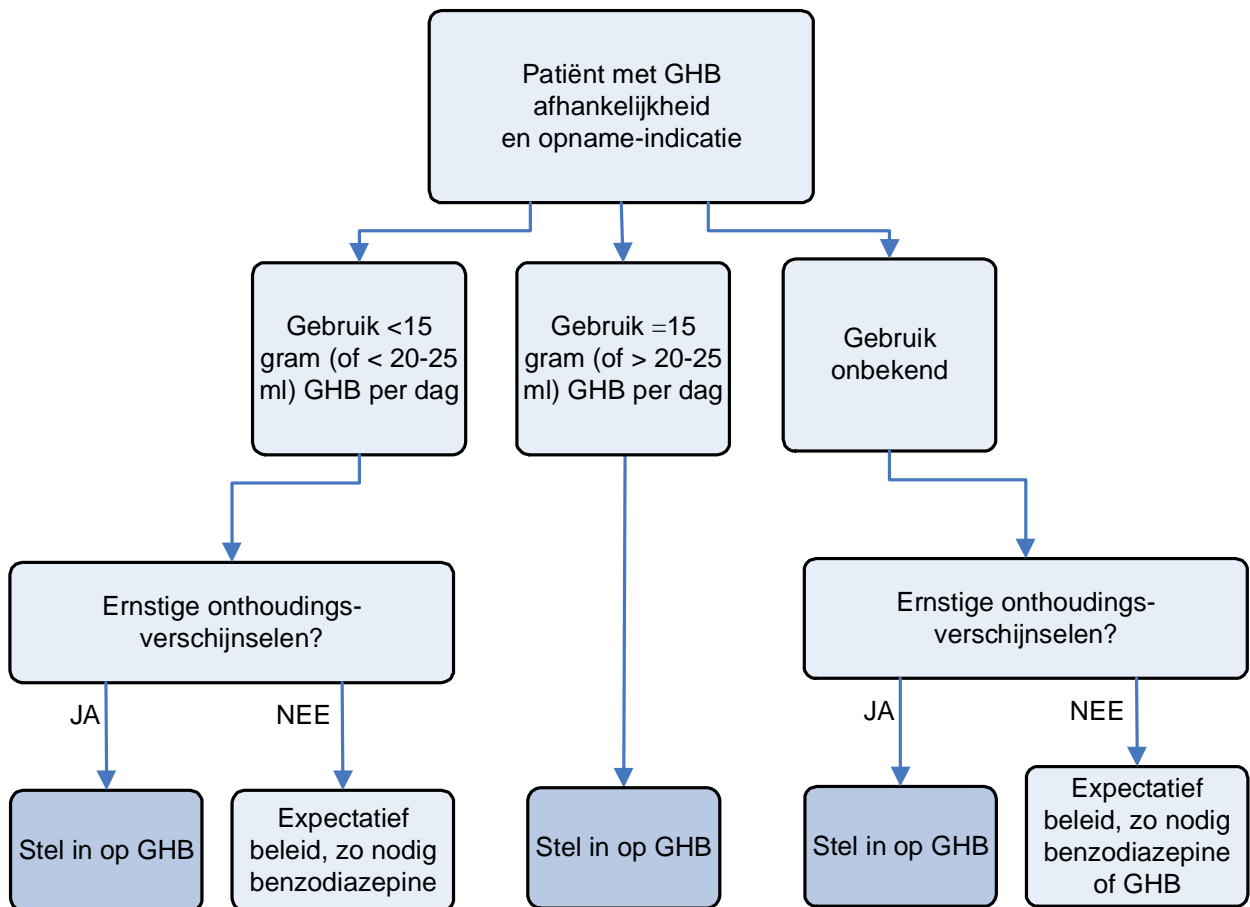 Patiënt met GHB
afhankelijkheid
en opname-indicatie
Gebruik <15
gram (of < 20-25
ml) GHB per dag
Gebruik =15
gram (of > 20-25
ml) GHB per dag
Gebruik
onbekend
Ernstige onthoudings-
verschijnselen?
Ernstige onthoudings-
verschijnselen?
JA
NEE
JA
NEE
Stel in op GHB
Expectatief
beleid, zo nodig
benzodiazepine
Stel in op GHB
Stel in op GHB
Expectatief
beleid, zo nodig
benzodiazepine
of GHB